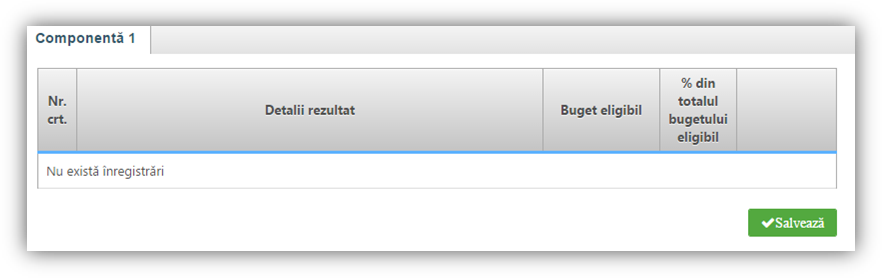 Componentă 1
Nr.
crt.
Detalii rezultat
Buget eligibil
% din
totalul
bugetului
eligibil
Nu există înregistrări
Salvează